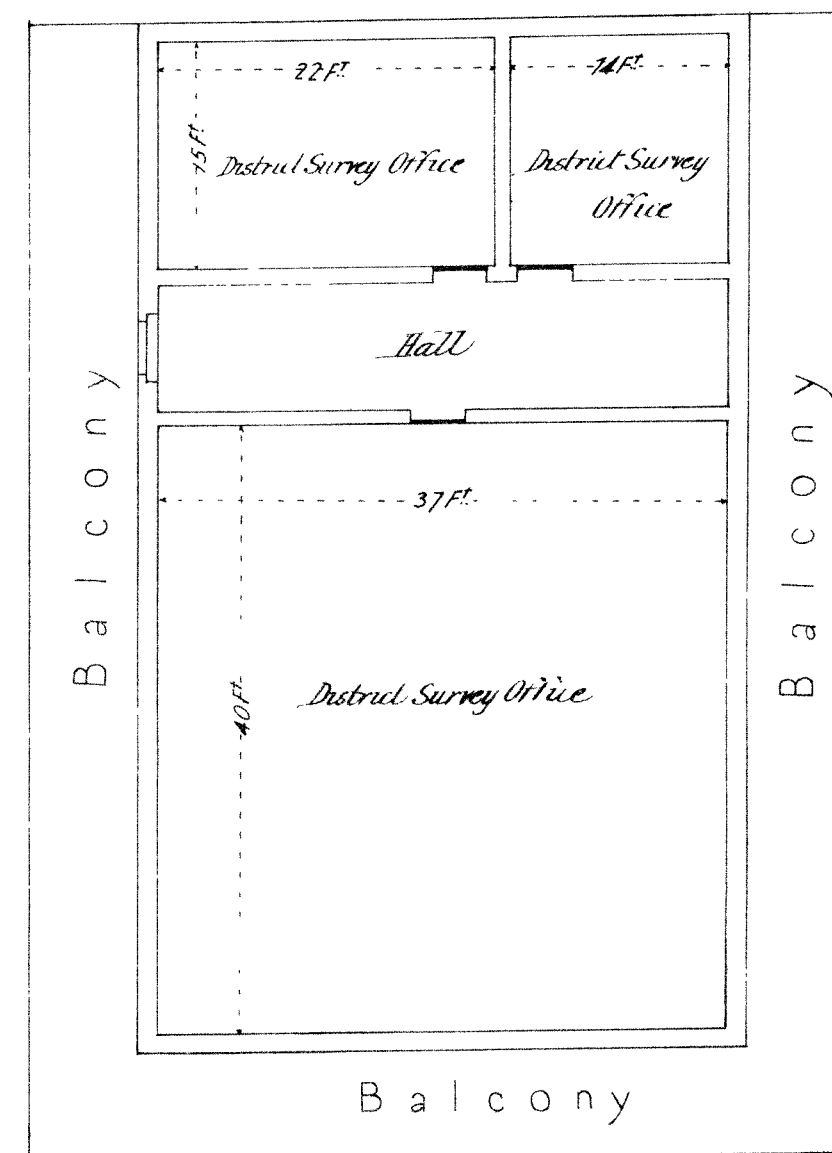 22 Ft
14 Ft
15 Ft
District Survey Office
District Survey
Office
Hall
Balcony
Balcony
37 Ft
40 Ft
District Survey Office
Balcony